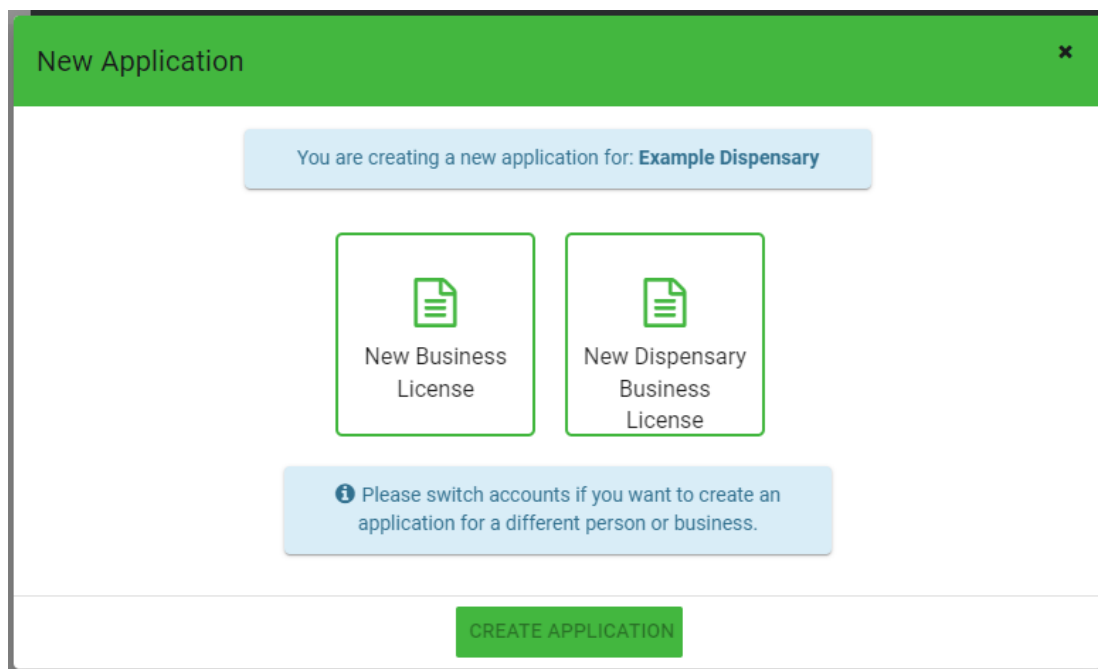 New Application
You are creating a new application for: Example Dispensary
New Business
License
New Dispensary
Business
License
Please switch accounts if you want to create an
application for a different person or business.
CREATE APPLICATION